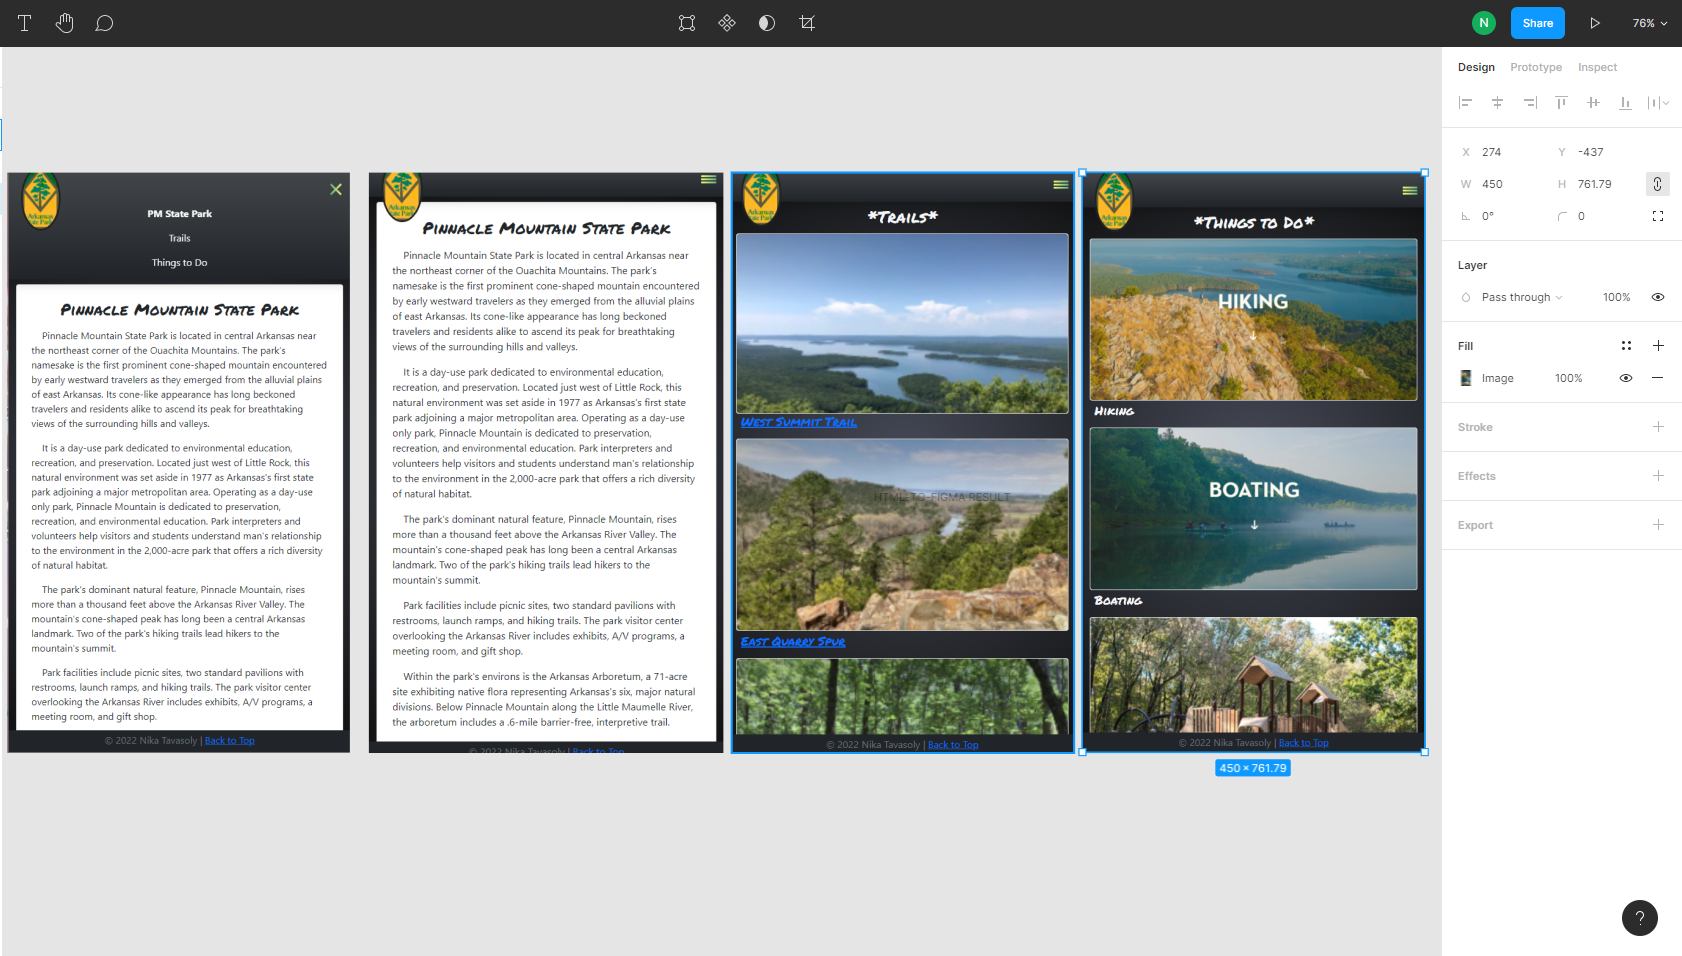 N
Share
76%
Design
Prototype
Inspect
X 274
Y -437
W 450
H 761.79
0°
0
Layer
Pass through
100%
Fill
Image
100%
Stroke
Effects
Export
?
Arkansas
State Parks
PM State Park
Trails
Things to Do
Pinnacle Mountain State Park
Pinnacle Mountain State Park is located in central Arkansas near
the northeast corner of the Ouachita Mountains. The park's
namesake is the first prominent cone-shaped mountain encountered
by early westward travelers as they emerged from the alluvial plains
of east Arkansas. Its cone-like appearance has long beckoned
travelers and residents alike to ascend its peak for breathtaking
views of the surrounding hills and valleys.
It is a day-use park dedicated to environmental education,
recreation, and preservation. Located just west of Little Rock, this
natural environment was set aside in 1977 as Arkansas's first state
park adjoining a major metropolitan area. Operating as a day-use
only park, Pinnacle Mountain is dedicated to preservation,
recreation, and environmental education. Park interpreters and
volunteers help visitors and students understand man's relationship
to the environment in the 2,000-acre park that offers a rich diversity
of natural habitat.
The park's dominant natural feature, Pinnacle Mountain, rises
more than a thousand feet above the Arkansas River Valley. The
mountain's cone-shaped peak has long been a central Arkansas
landmark. Two of the park's hiking trails lead hikers to the
mountain's summit.
Park facilities include picnic sites, two standard pavilions with
restrooms, launch ramps, and hiking trails. The park visitor center
overlooking the Arkansas River includes exhibits, A/V programs, a
meeting room, and gift shop.
© 2022 Nika Tavasoly | Back to Top
Arkansas
State Parks
Pinnacle Mountain State Park
Pinnacle Mountain State Park is located in central Arkansas near
the northeast corner of the Ouachita Mountains. The park's
namesake is the first prominent cone-shaped mountain encountered
by early westward travelers as they emerged from the alluvial plains
of east Arkansas. Its cone-like appearance has long beckoned
travelers and residents alike to ascend its peak for breathtaking
views of the surrounding hills and valleys.
It is a day-use park dedicated to environmental education,
recreation, and preservation. Located just west of Little Rock, this
natural environment was set aside in 1977 as Arkansas's first state
park adjoining a major metropolitan area. Operating as a day-use
only park, Pinnacle Mountain is dedicated to preservation,
recreation, and environmental education. Park interpreters and
volunteers help visitors and students understand man's relationship
to the environment in the 2,000-acre park that offers a rich diversity
of natural habitat.
The park's dominant natural feature, Pinnacle Mountain, rises
more than a thousand feet above the Arkansas River Valley. The
mountain's cone-shaped peak has long been a central Arkansas
landmark. Two of the park's hiking trails lead hikers to the
mountain's summit.
Park facilities include picnic sites, two standard pavilions with
restrooms, launch ramps, and hiking trails. The park visitor center
overlooking the Arkansas River includes exhibits, A/V programs, a
meeting room, and gift shop.
Within the park's environs is the Arkansas Arboretum, a 71-acre
site exhibiting native flora representing Arkansas's six, major natural
divisions. Below Pinnacle Mountain along the Little Maumelle River,
the arboretum includes a .6-mile barrier-free, interpretive trail.
© 2022 Nika Tavasoly | Back to Top
Arkansas
State Parks
*Trails*
West Summit Trail
HTML-TO-FIGMA RESULT
East Quarry Spur
© 2022 Nika Tavasoly | Back to Top
Arkansas
State Parks
*Things to Do*
HIKING
Hiking
BOATING
Boating
© 2022 Nika Tavasoly | Back to Top
450 × 761.79